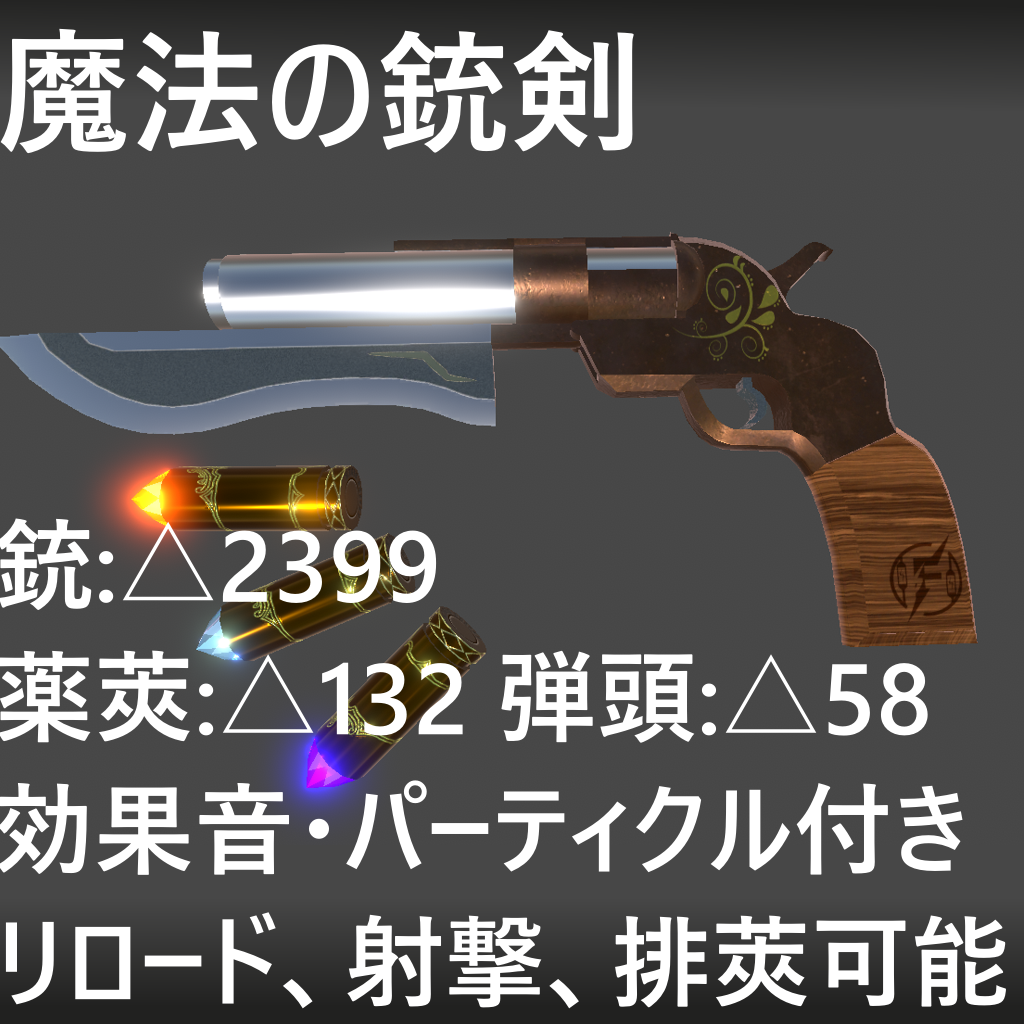 魔法の銃剣
銃:△2399
薬莢:△132 弾頭:△58
効果音・パーティクル付き
リロード、射撃、排莢可能